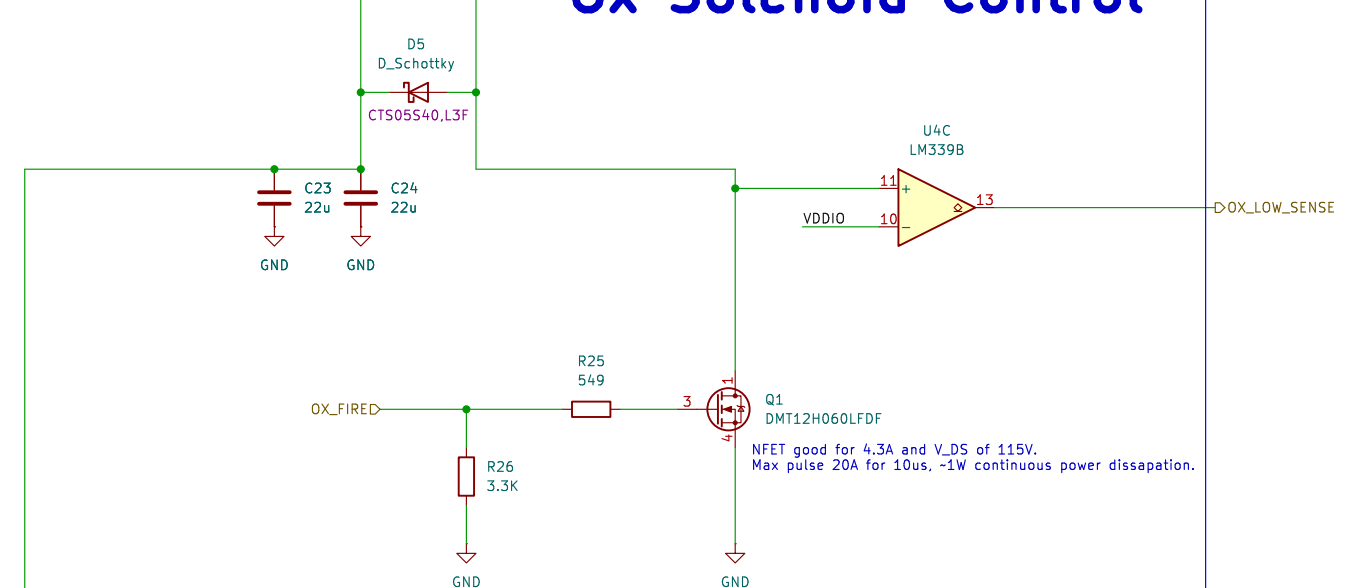 Ox Solenoid Control
D5
D_Schottky
CTS05S40,L3F
U4C
LM339B
11
+
13
OX_LOW_SENSE
VDDIO
10
−
C23
22u
C24
22u
GND
GND
R25
549
OX_FIRE
3
1
4
Q1
DMT12H060LFDF
NFET good for 4.3A and V_DS of 115V.
Max pulse 20A for 10us, ~1W continuous power dissapation.
R26
3.3K
GND
GND